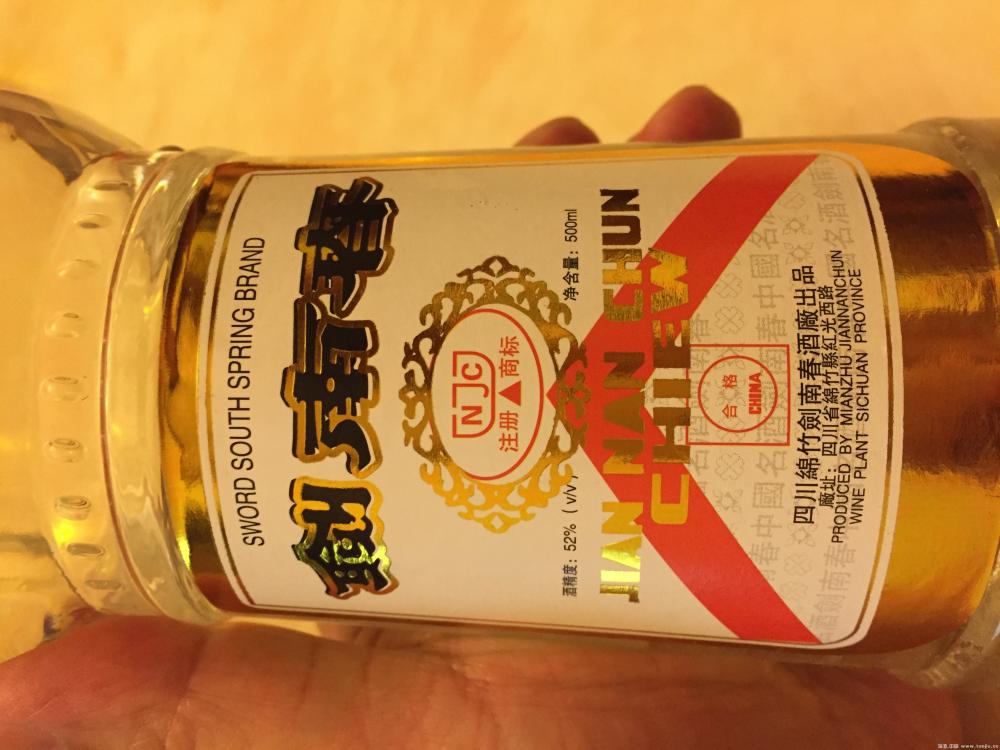 SWORD SOUTH SPRING BRAND
劍南春
NJC
注册▲商标
酒精度: 52% (v/v) 净含量: 500ml
JIAN NAN CHUN
CHIEW
合格
CHINA
四川綿竹劍南春酒廠出品
廠址: 四川省綿竹縣紅光西路
PRODUCED BY MIANZHU JIANNANCHUN
WINE PLANT SICHUAN PROVINCE